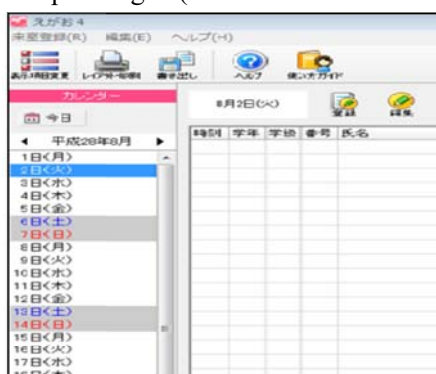 えがお4
来室登録(R) 編集(E) ヘルプ(H)
表示項目変更 レイアウト・印刷 書き出し ヘルプ 使い方ガイド
カレンダー
今日
8月2日(火)
登録 編集
平成28年8月
時刻 学年 学級 番号 氏名
1日(月)
2日(火)
3日(水)
4日(木)
5日(金)
6日(土)
7日(日)
8日(月)
9日(火)
10日(水)
11日(木)
12日(金)
13日(土)
14日(日)
15日(月)
16日(火)
17日(水)